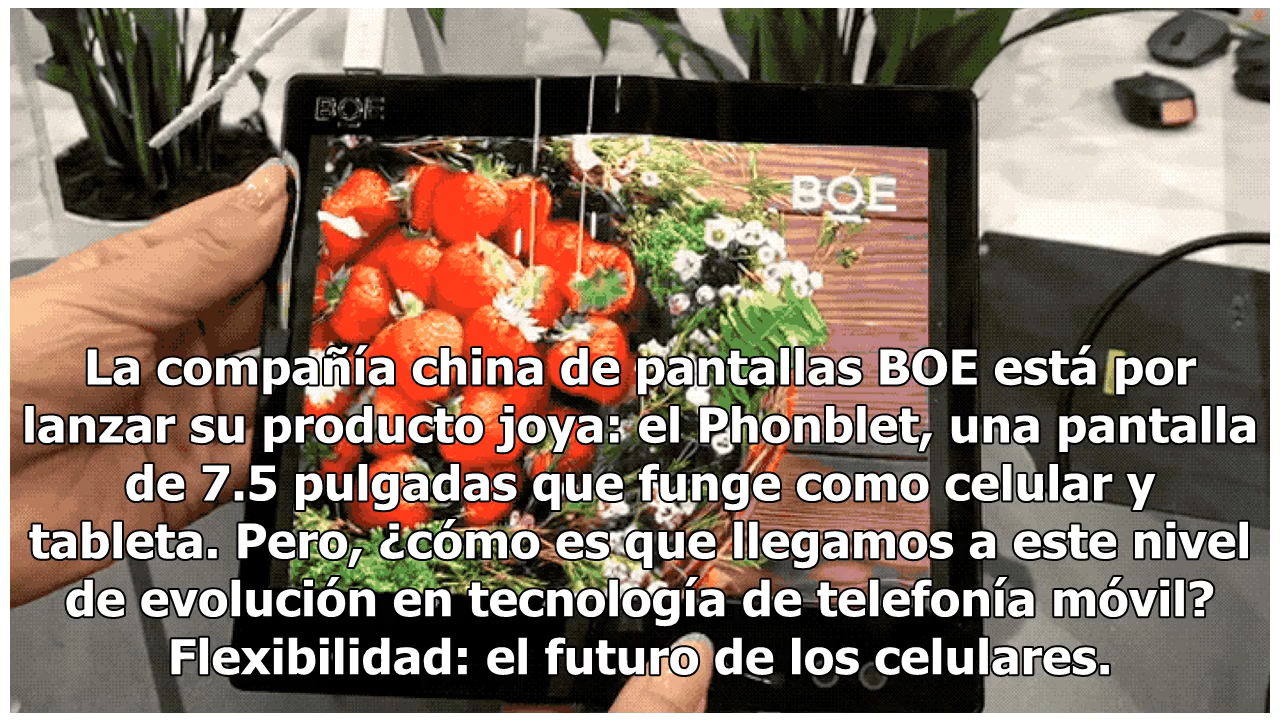 BOE
BOE
La compañía china de pantallas BOE está por
lanzar su producto joya: el Phonblet, una pantalla
de 7.5 pulgadas que funge como celular y
tableta. Pero, ¿cómo es que llegamos a este nivel
de evolución en tecnología de telefonía móvil?
Flexibilidad: el futuro de los celulares.